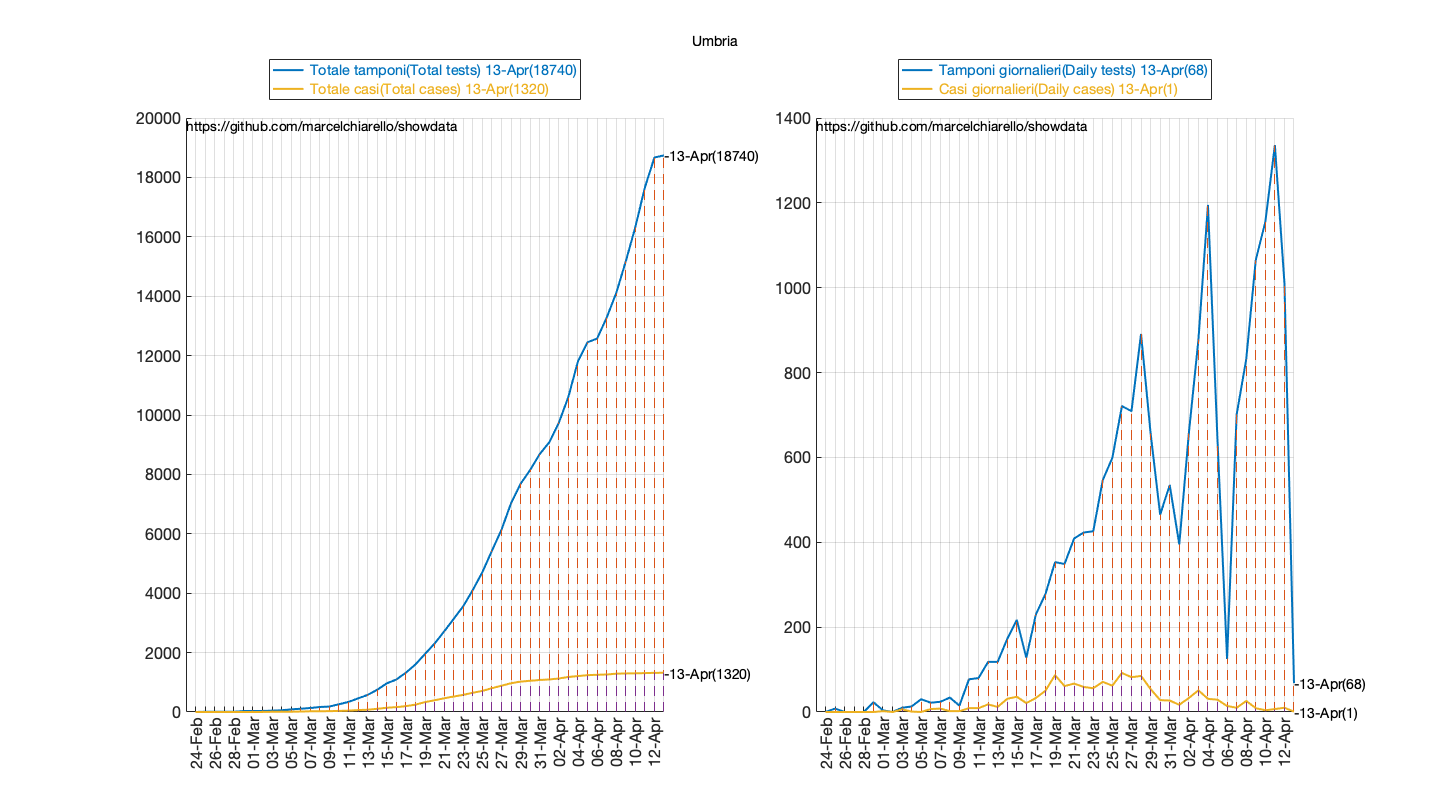 Umbria
Totale tamponi(Total tests) 13-Apr(18740)
Totale casi(Total cases) 13-Apr(1320)
https://github.com/marcelchiarello/showdata
20000
18000
16000
14000
12000
10000
8000
6000
4000
2000
0
-13-Apr(18740)
-13-Apr(1320)
24-Feb
26-Feb
28-Feb
01-Mar
03-Mar
05-Mar
07-Mar
09-Mar
11-Mar
13-Mar
15-Mar
17-Mar
19-Mar
21-Mar
23-Mar
25-Mar
27-Mar
29-Mar
31-Mar
02-Apr
04-Apr
06-Apr
08-Apr
10-Apr
12-Apr
Tamponi giornalieri(Daily tests) 13-Apr(68)
Casi giornalieri(Daily cases) 13-Apr(1)
https://github.com/marcelchiarello/showdata
1400
1200
1000
800
600
400
200
0
-13-Apr(68)
-13-Apr(1)
24-Feb
26-Feb
28-Feb
01-Mar
03-Mar
05-Mar
07-Mar
09-Mar
11-Mar
13-Mar
15-Mar
17-Mar
19-Mar
21-Mar
23-Mar
25-Mar
27-Mar
29-Mar
31-Mar
02-Apr
04-Apr
06-Apr
08-Apr
10-Apr
12-Apr